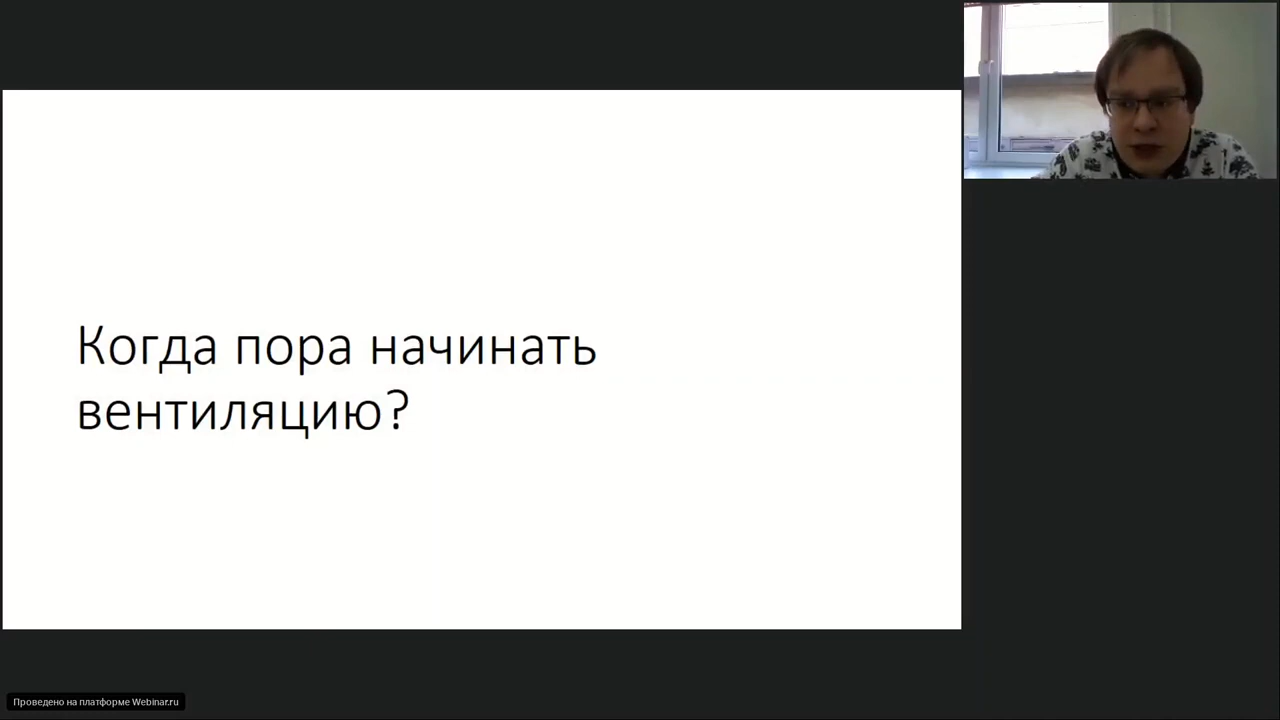 Когда пора начинать
вентиляцию?
Проведено на платформе Webinar.ru